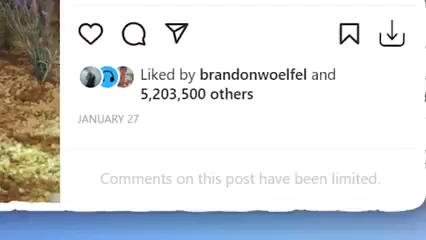 Liked by brandonwoelfel and
5,203,500 others
JANUARY 27
Comments on this post have been limited.